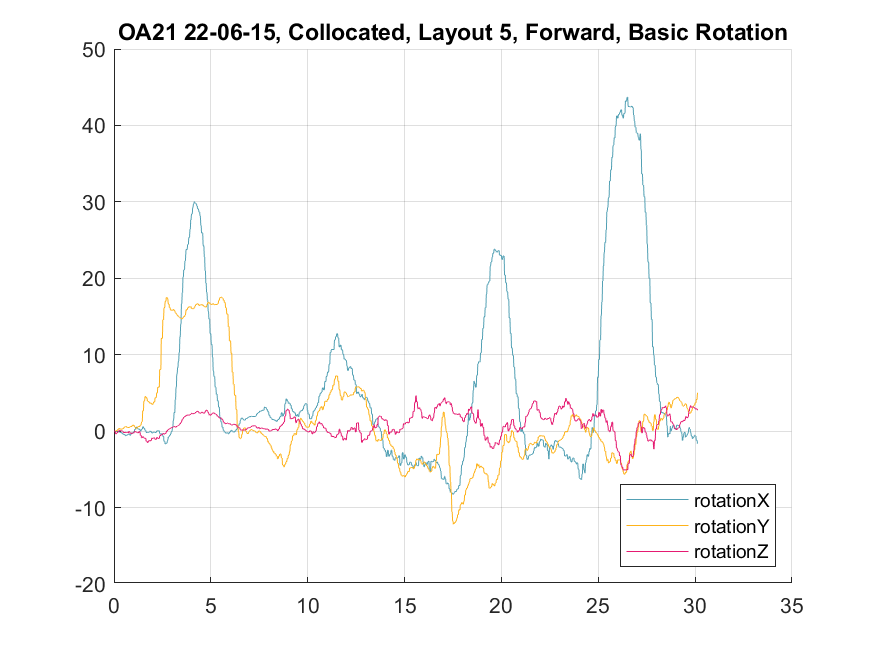 OA21 22-06-15, Collocated, Layout 5, Forward, Basic Rotation
50
40
30
20
10
0
-10
-20
0 5 10 15 20 25 30 35
rotationX
rotationY
rotationZ